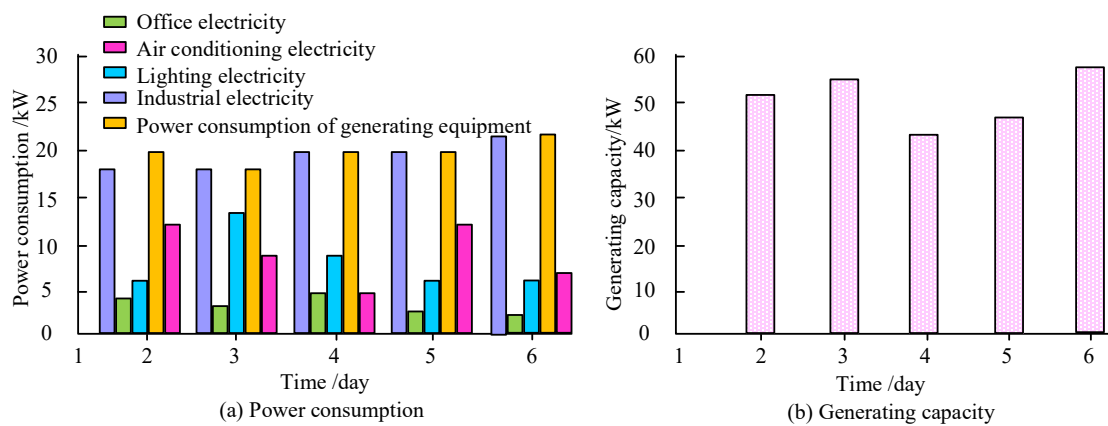 Office electricity
Air conditioning electricity
Lighting electricity
Industrial electricity
Power consumption of generating equipment
Power consumption /kW
30
25
20
15
10
5
0
1 2 3 4 5 6
Time /day
(a) Power consumption
Generating capacity/kW
60
50
40
30
20
10
0
1 2 3 4 5 6
Time /day
(b) Generating capacity